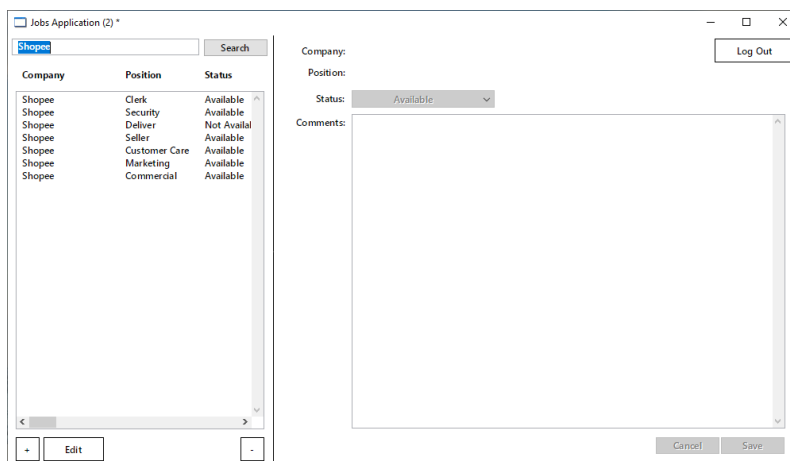 Jobs Application (2) *
Shopee Search
Company Position Status
Shopee Clerk Available
Shopee Security Available
Shopee Deliver Not Availal
Shopee Seller Available
Shopee Customer Care Available
Shopee Marketing Available
Shopee Commercial Available
+ Edit -
Company: Log Out
Position:
Status: Available
Comments:
Cancel Save